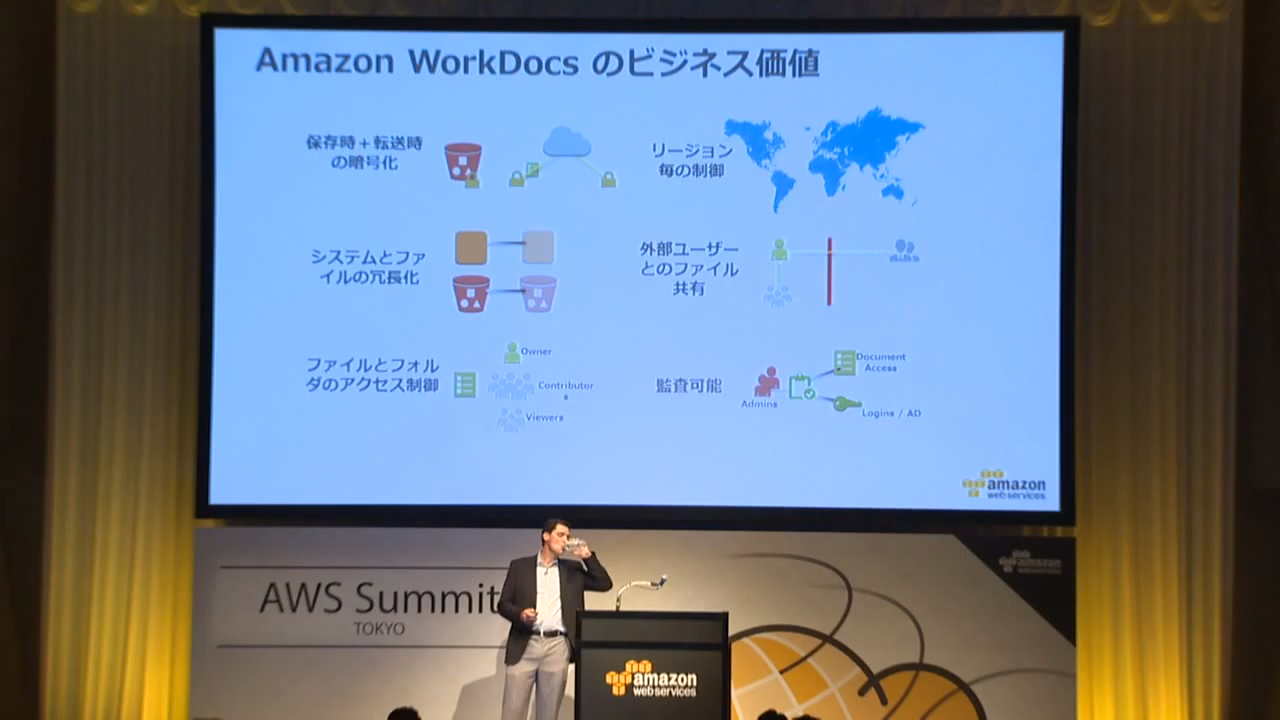 Amazon WorkDocs のビジネス価値
保存時＋転送時
の暗号化
リージョン
毎の制御
システムとファ
イルの冗長化
外部ユーザー
とのファイル
共有
ファイルとフォル
ダのアクセス制御
Owner
Contributor
s
Viewers
監査可能
Admins
Document
Access
Logins / AD
amazon
web services
AWS Summit
TOKYO
amazon
web services
amazon